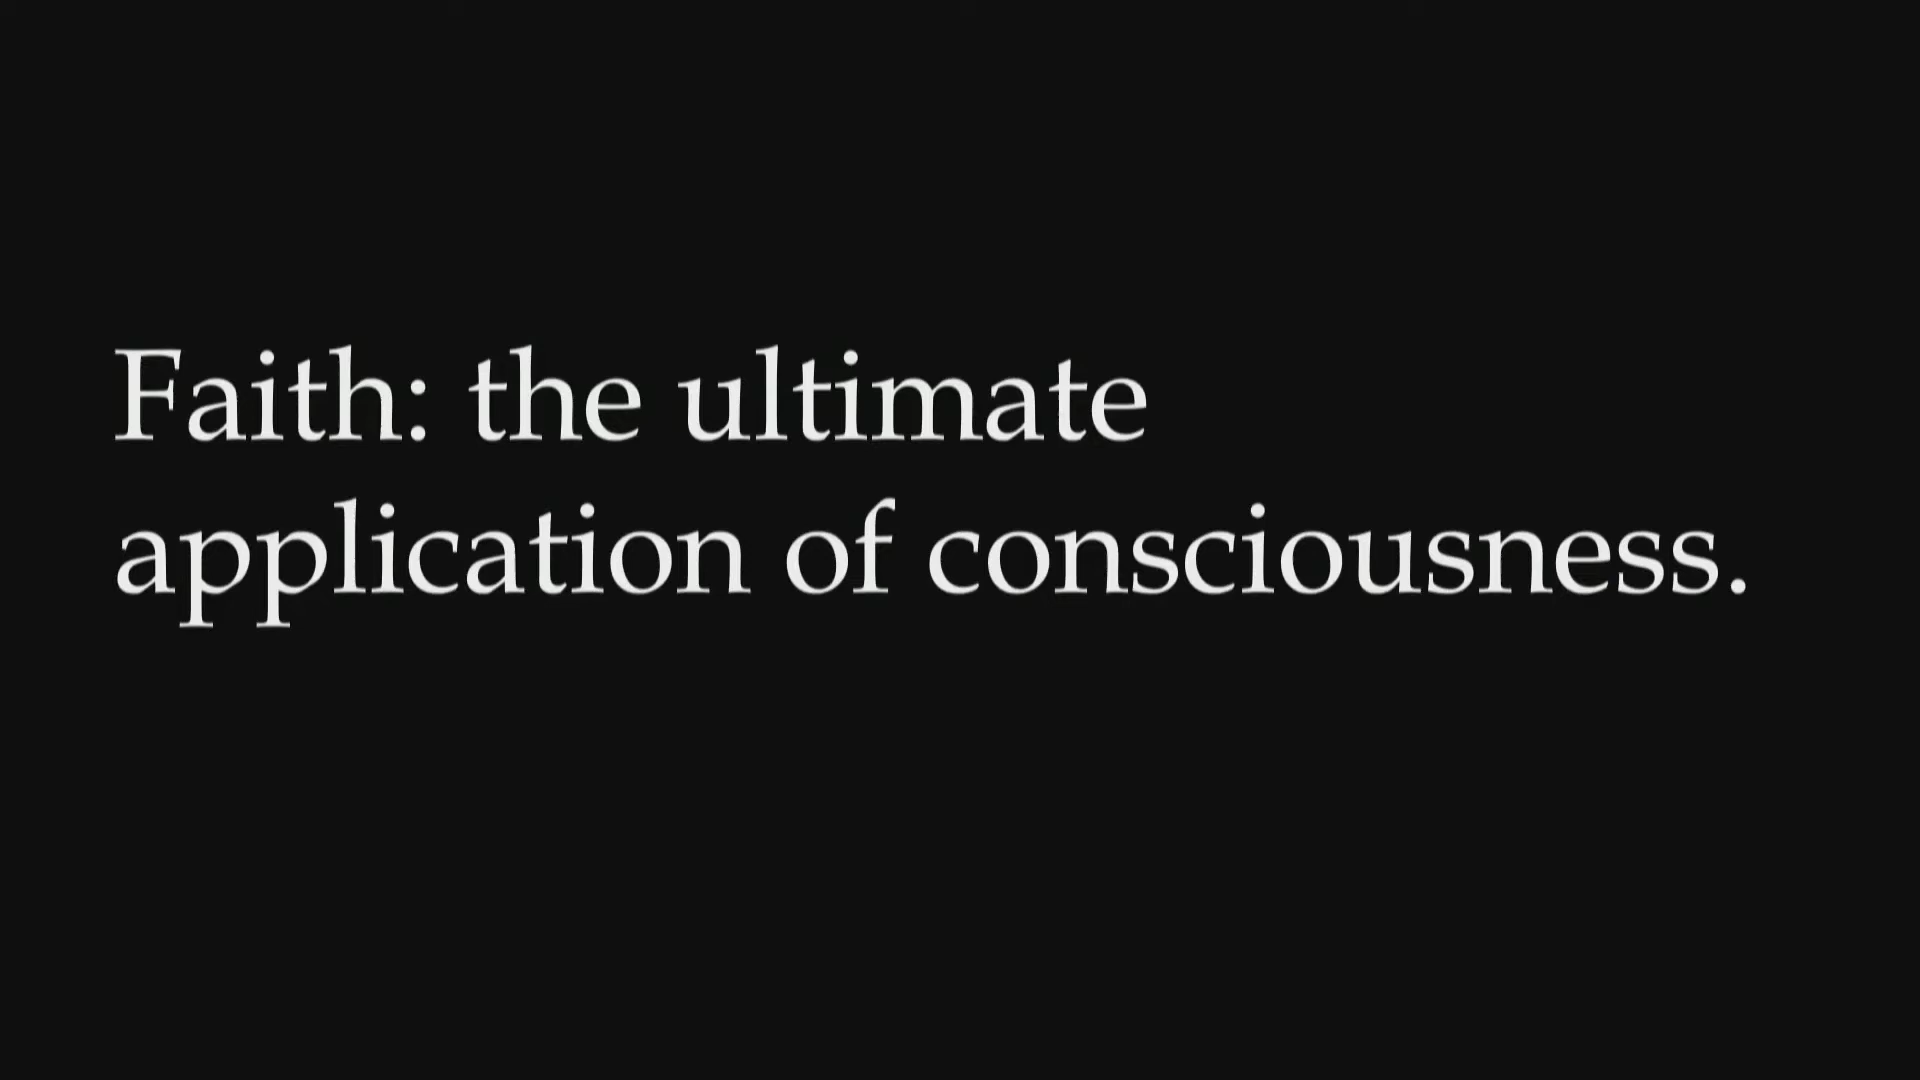 Faith: the ultimate
application of consciousness.